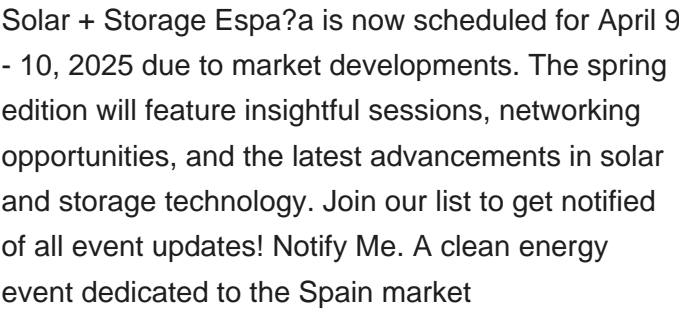 Solar + Storage Espa?a is now scheduled for April 9
- 10, 2025 due to market developments. The spring
edition will feature insightful sessions, networking
opportunities, and the latest advancements in solar
and storage technology. Join our list to get notified
of all event updates! Notify Me. A clean energy
event dedicated to the Spain market